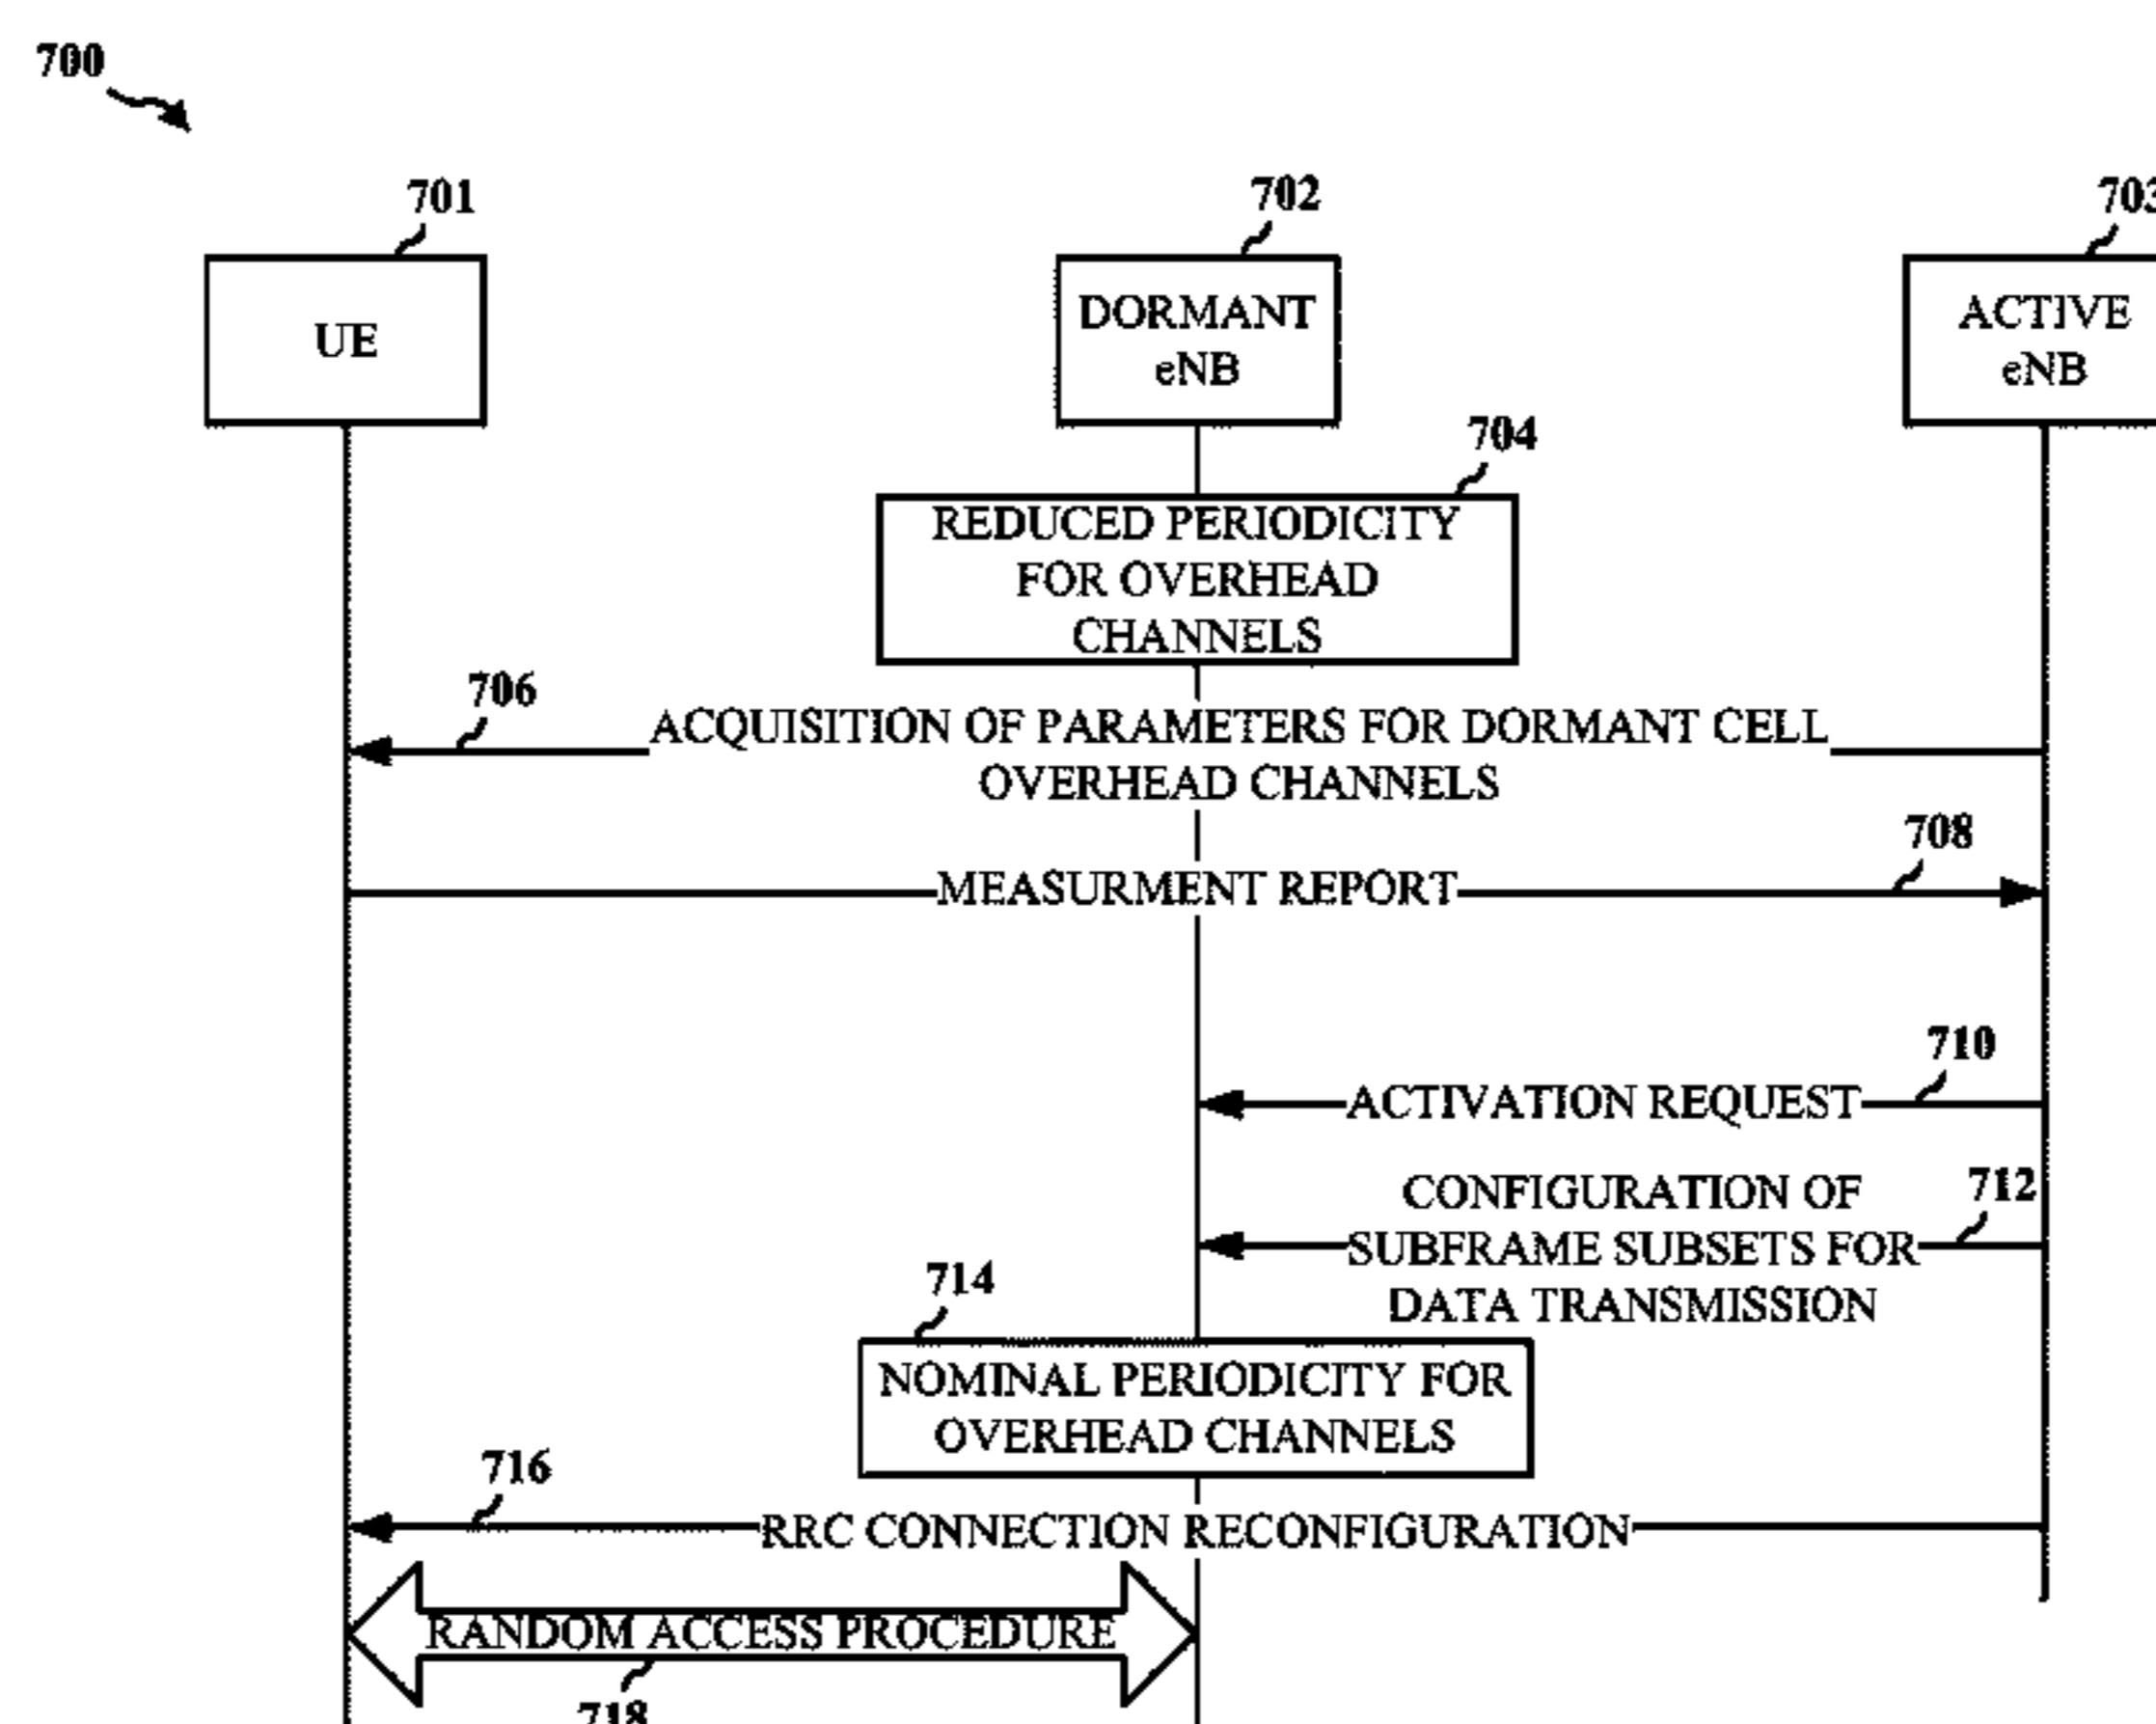 700
701
702
703
UE
DORMANT
eNB
ACTIVE
eNB
704
REDUCED PERIODICITY
FOR OVERHEAD
CHANNELS
706
ACQUISITION OF PARAMETERS FOR DORMANT CELL
OVERHEAD CHANNELS
708
MEASURMENT REPORT
710
ACTIVATION REQUEST
712
CONFIGURATION OF
SUBFRAME SUBSETS FOR
DATA TRANSMISSION
714
NOMINAL PERIODICITY FOR
OVERHEAD CHANNELS
716
RRC CONNECTION RECONFIGURATION
RANDOM ACCESS PROCEDURE
718